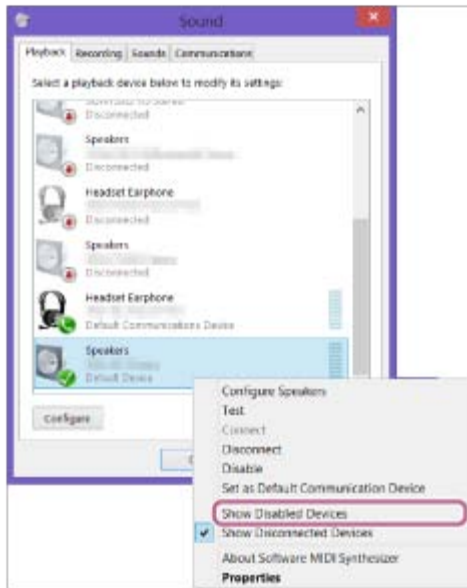 Sound
Playback Recording Sounds Communications
Select a playback device below to modify its settings:
Disconnected
Speakers
Disconnected
Headset Earphone
Disconnected
Speakers
Disconnected
Headset Earphone
Default Communications Device
Speakers
Default Device
Configure
Configure Speakers
Test
Connect
Disconnect
Disable
Set as Default Communication Device
Show Disabled Devices
Show Disconnected Devices
About Software MIDI Synthesizer
Properties